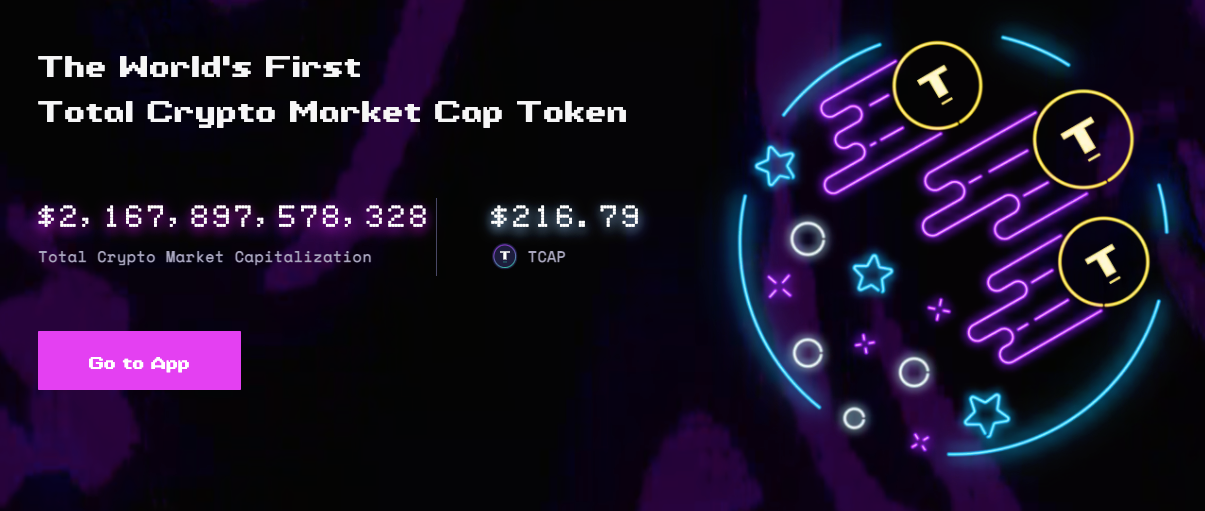 The World's First
Total Crypto Market Cap Token
$2,167,897,578,328
Total Crypto Market Capitalization
$216.79
T TCAP
Go to App
T
T
T